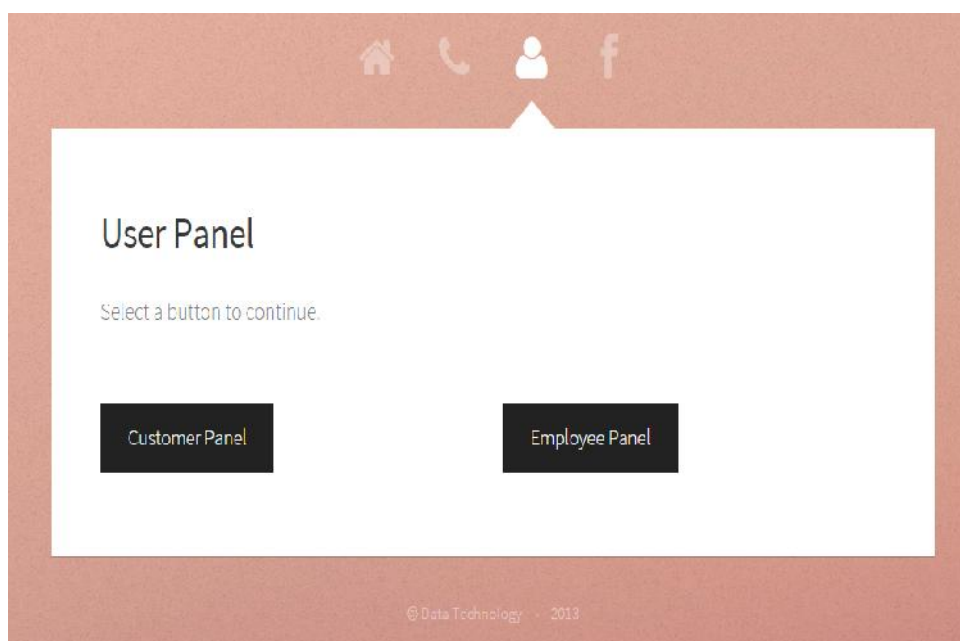 User Panel
Select a button to continue.
Customer Panel
Employee Panel
© Data Technology - 2013